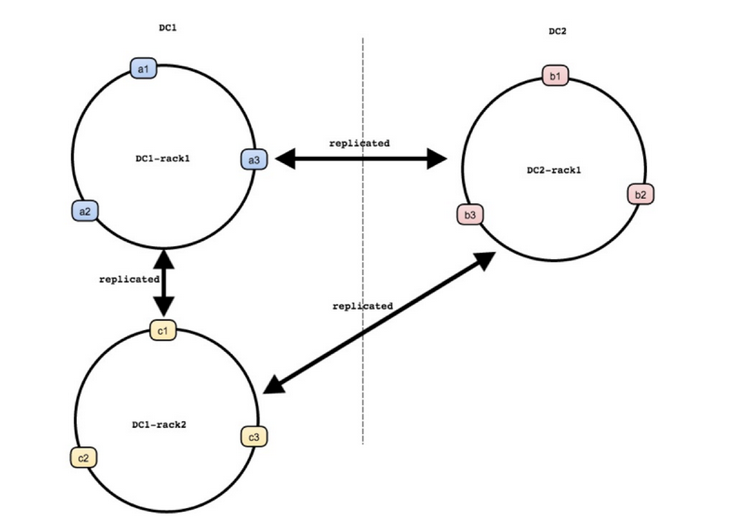 DC1
DC2
a1
b1
replicated
DC1-rack1
a3
DC2-rack1
b2
a2
b3
replicated
replicated
c1
DC1-rack2
c3
c2